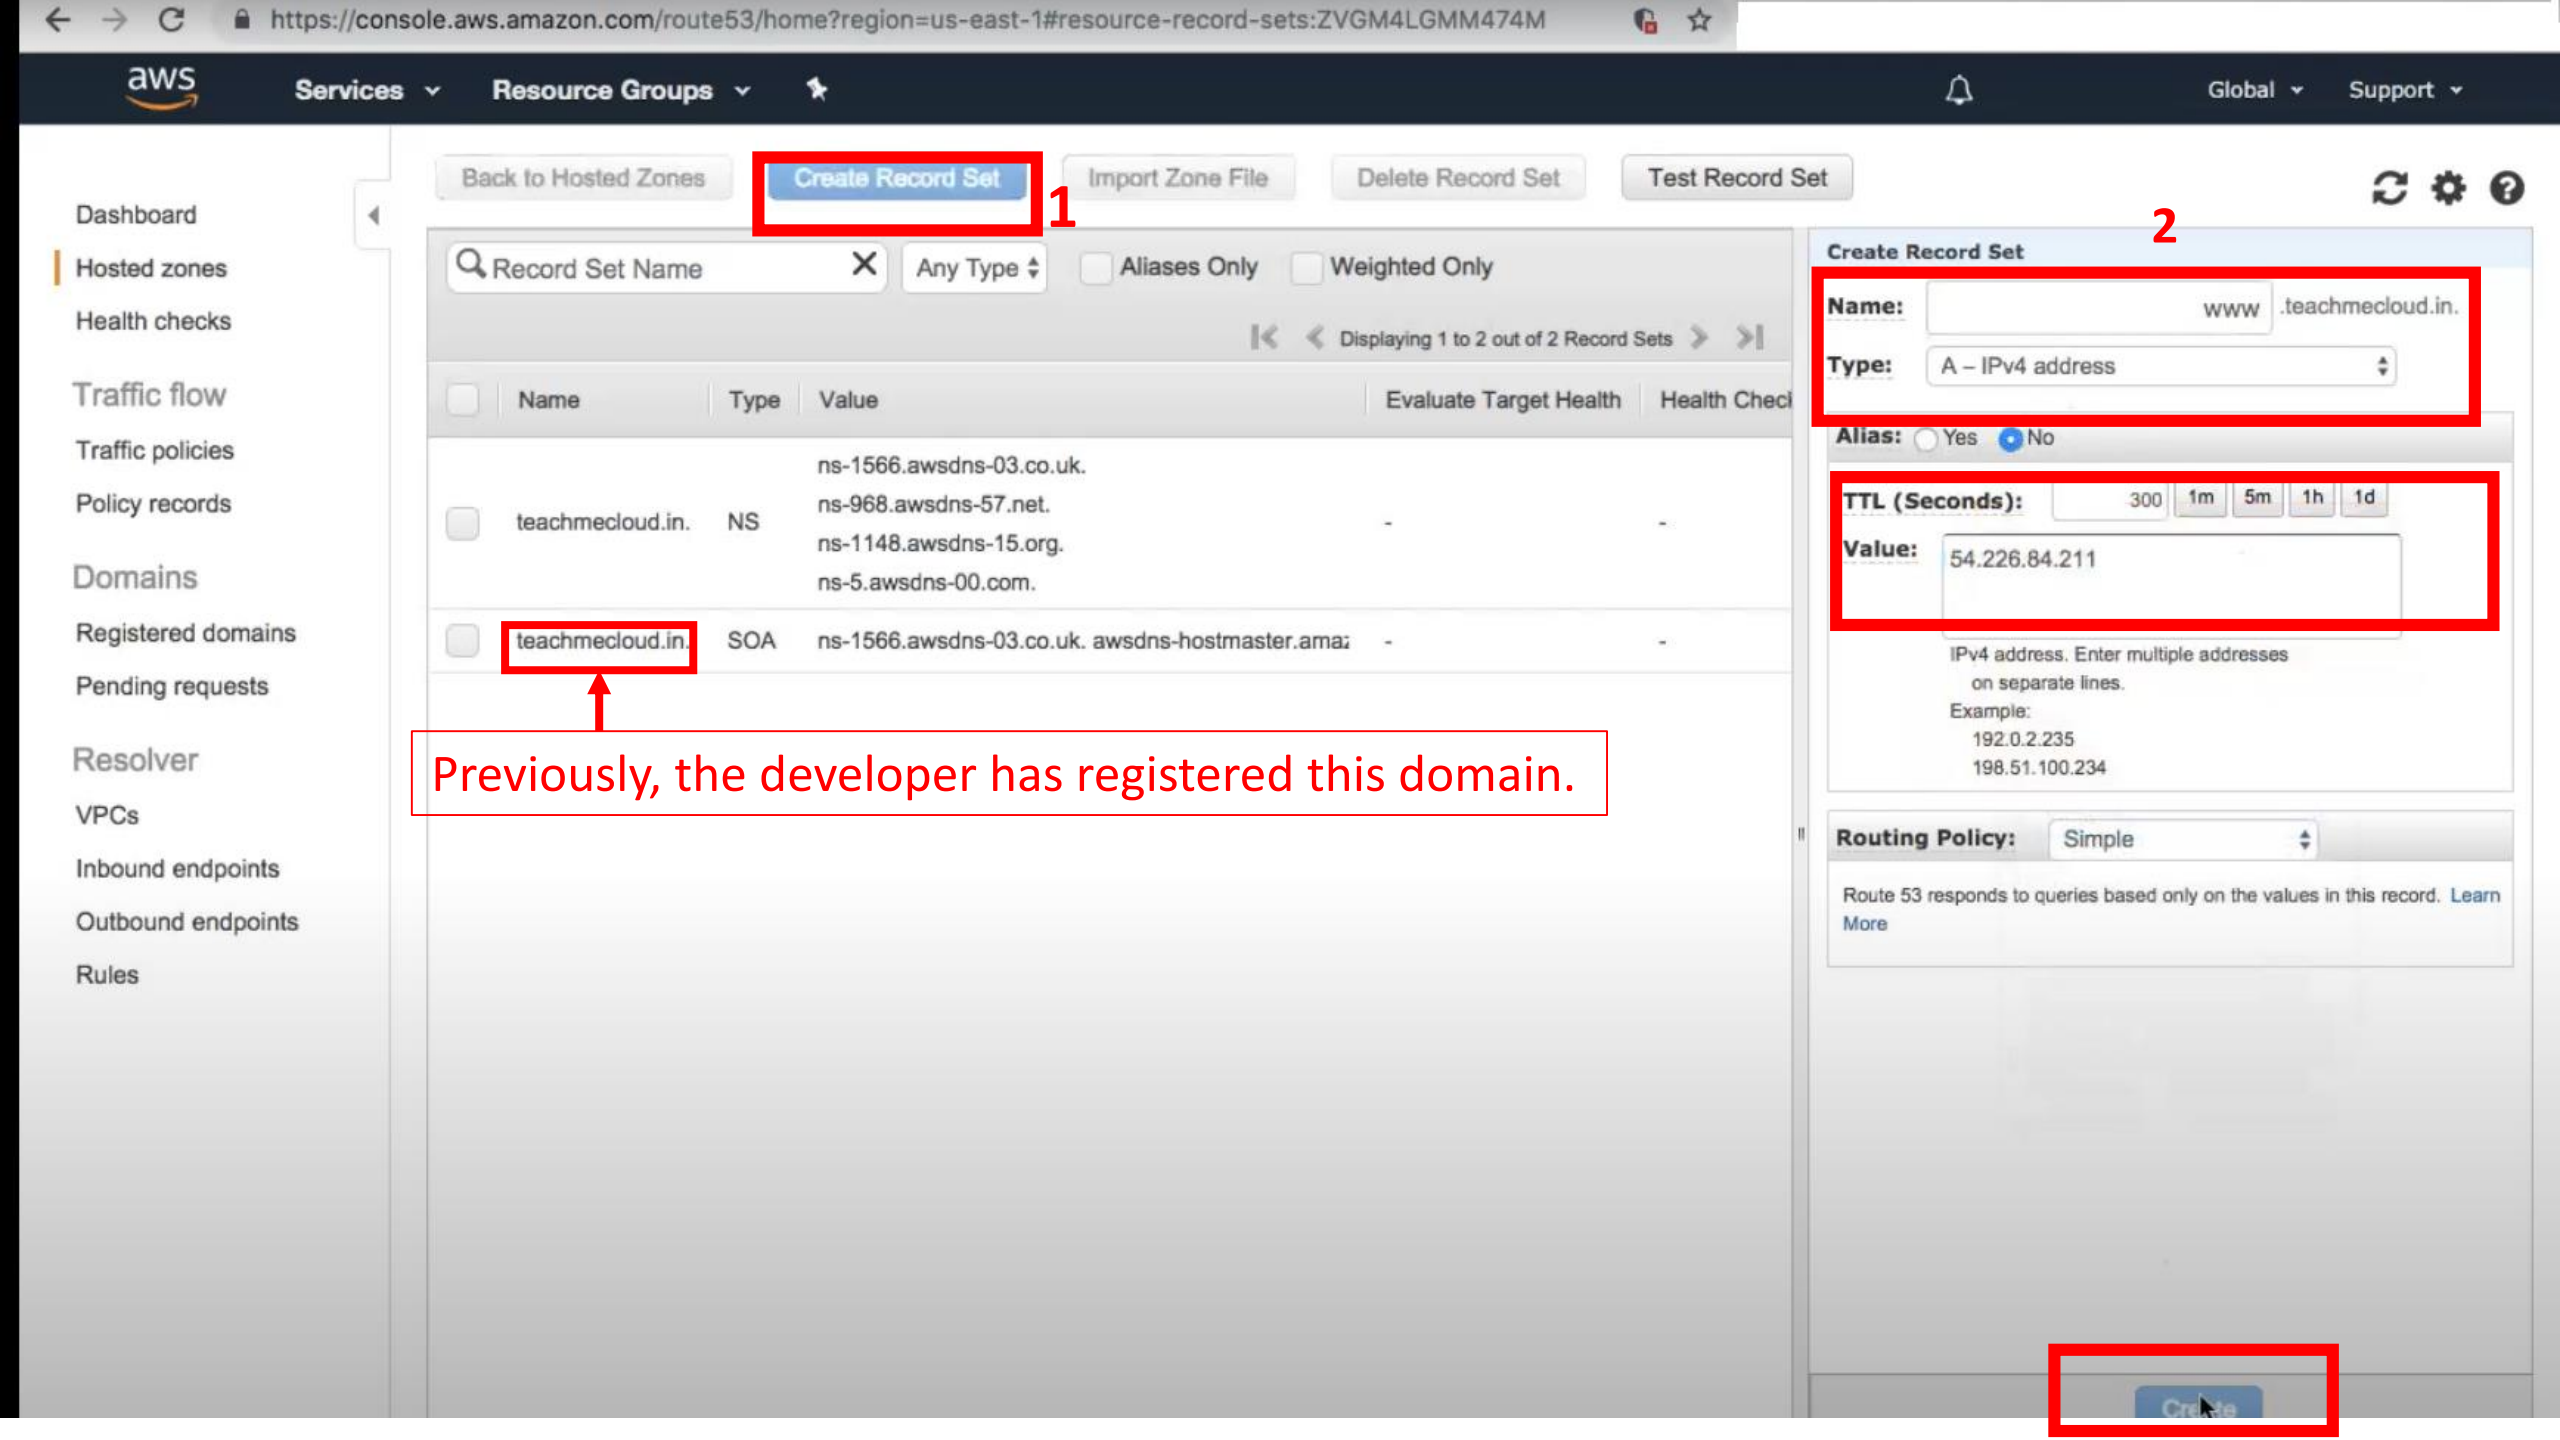 https://console.aws.amazon.com/route53/home?region=us-east-1#resource-record-sets:ZVGM4LGMM474M
aws Services Resource Groups Global Support
Back to Hosted Zones Create Record Set Import Zone File Delete Record Set Test Record Set
1
2
Dashboard
Hosted zones
Health checks
Traffic flow
Traffic policies
Policy records
Domains
Registered domains
Pending requests
Resolver
VPCs
Inbound endpoints
Outbound endpoints
Rules
Record Set Name X Any Type Aliases Only Weighted Only
Displaying 1 to 2 out of 2 Record Sets
Name Type Value Evaluate Target Health Health Check
teachmecloud.in. NS
ns-1566.awsdns-03.co.uk.
ns-968.awsdns-57.net.
ns-1148.awsdns-15.org.
ns-5.awsdns-00.com.
- -
teachmecloud.in. SOA ns-1566.awsdns-03.co.uk. awsdns-hostmaster.amaz - -
Previously, the developer has registered this domain.
Create Record Set
Name: www .teachmecloud.in.
Type: A – IPv4 address
Alias: Yes No
TTL (Seconds): 300 1m 5m 1h 1d
Value: 54.226.84.211
IPv4 address. Enter multiple addresses
on separate lines.
Example:
192.0.2.235
198.51.100.234
Routing Policy: Simple
Route 53 responds to queries based only on the values in this record. Learn
More
Create